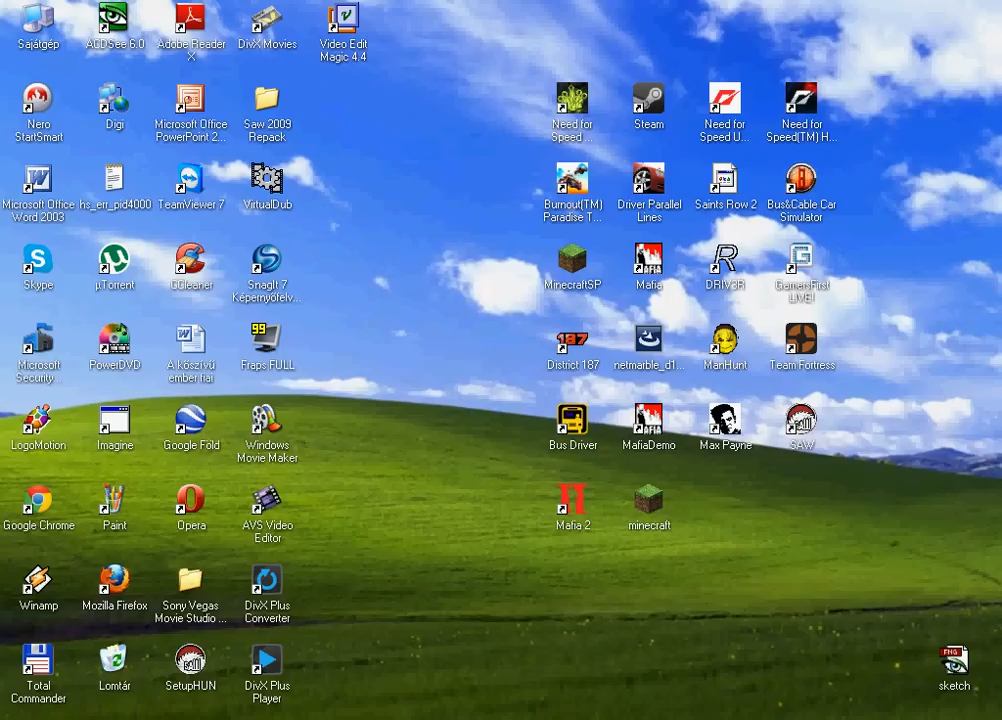 Sajátgép
ACDSee 6.0
Adobe Reader
X
DivX Movies
Video Edit
Magic 4.4
Nero
StartSmart
Digi
Microsoft Office
PowerPoint 2...
Saw 2009
Repack
Need for
Speed ...
Steam
Need for
Speed U...
Need for
Speed(TM) H...
Microsoft Office
Word 2003
hs_err_pid4000
TeamViewer 7
VirtualDub
Burnout(TM)
Paradise T...
Driver Parallel
Lines
Saints Row 2
Bus&Cable Car
Simulator
Skype
µTorrent
CCleaner
SnagIt 7
Képernyőfelv...
MinecraftSP
Mafia
DRIV3R
GamersFirst
LIVE!
Microsoft
Security...
PowerDVD
A kőszívű
ember fiai
Fraps FULL
District 187
netmarble_d1...
ManHunt
Team Fortress
LogoMotion
Imagine
Google Föld
Windows
Movie Maker
Bus Driver
MafiaDemo
Max Payne
SAW
Google Chrome
Paint
Opera
AVS Video
Editor
Mafia 2
minecraft
Winamp
Mozilla Firefox
Sony Vegas
Movie Studio ...
DivX Plus
Converter
Total
Commander
Lomtár
SetupHUN
DivX Plus
Player
sketch